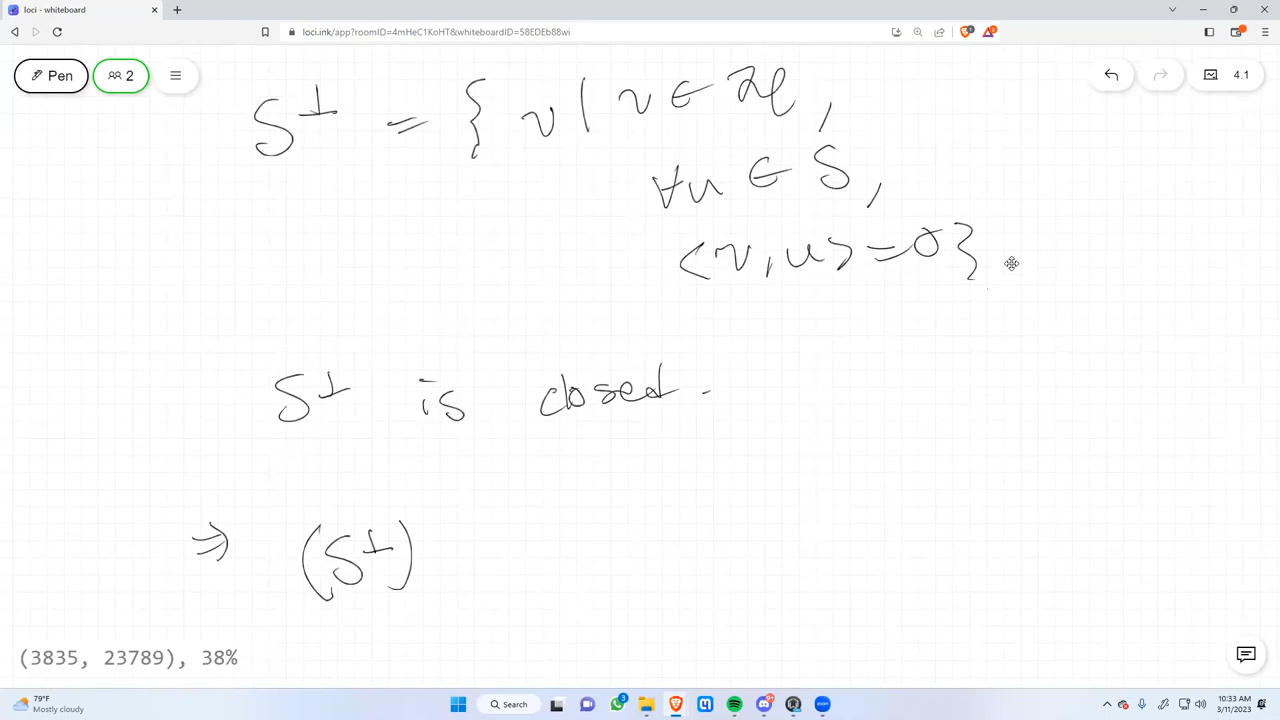 loci - whiteboard
loci.ink/app?roomID=4mHeC1KoHT&whiteboardID=58EDEb88wi
Pen
2
4.1
S⊥ = { v | v ∈ ℋ ,
∀u ∈ S ,
<v, u> = 0 } .
S⊥ is closed .
⇒ (S⊥)
(3835, 23789), 38%
79°F
Mostly cloudy
Search
3
10:33 AM
3/11/2023